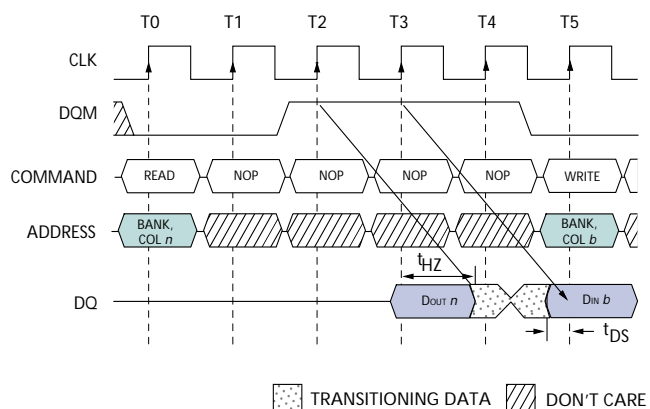 T0 T1 T2 T3 T4 T5
CLK
DQM
COMMAND READ NOP NOP NOP NOP WRITE
ADDRESS BANK, COL n BANK, COL b
tHZ
DQ DOUT n DIN b
tDS
TRANSITIONING DATA DON'T CARE